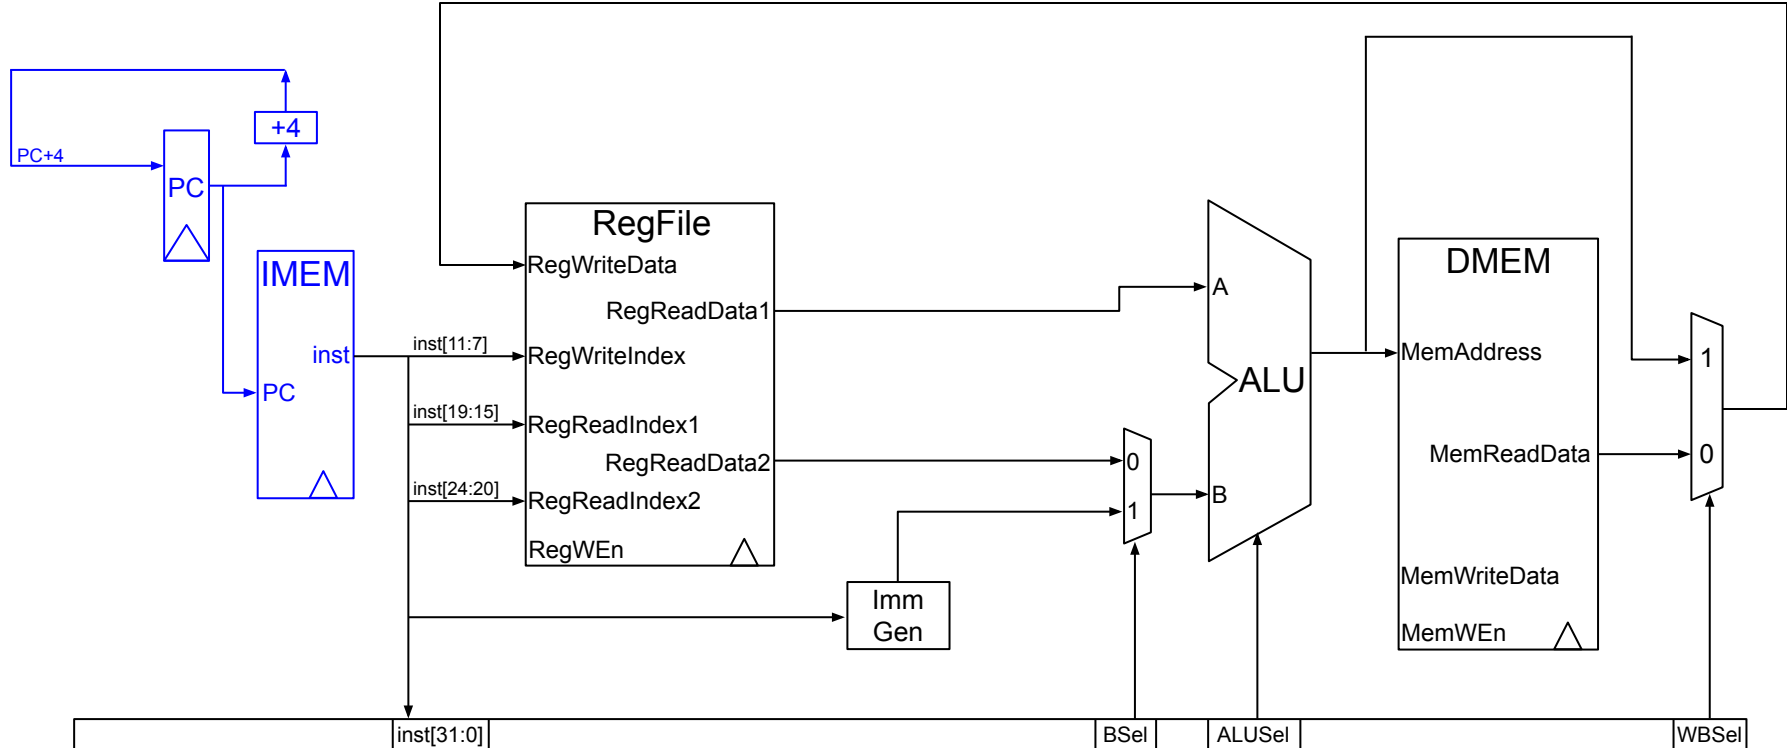 +4
PC+4
PC
IMEM
inst
PC
inst[11:7]
inst[19:15]
inst[24:20]
RegFile
RegWriteData
RegReadData1
RegWriteIndex
RegReadIndex1
RegReadData2
RegReadIndex2
RegWEn
Imm
Gen
0
1
A
ALU
B
DMEM
MemAddress
MemReadData
MemWriteData
MemWEn
1
0
inst[31:0]
BSel
ALUSel
WBSel